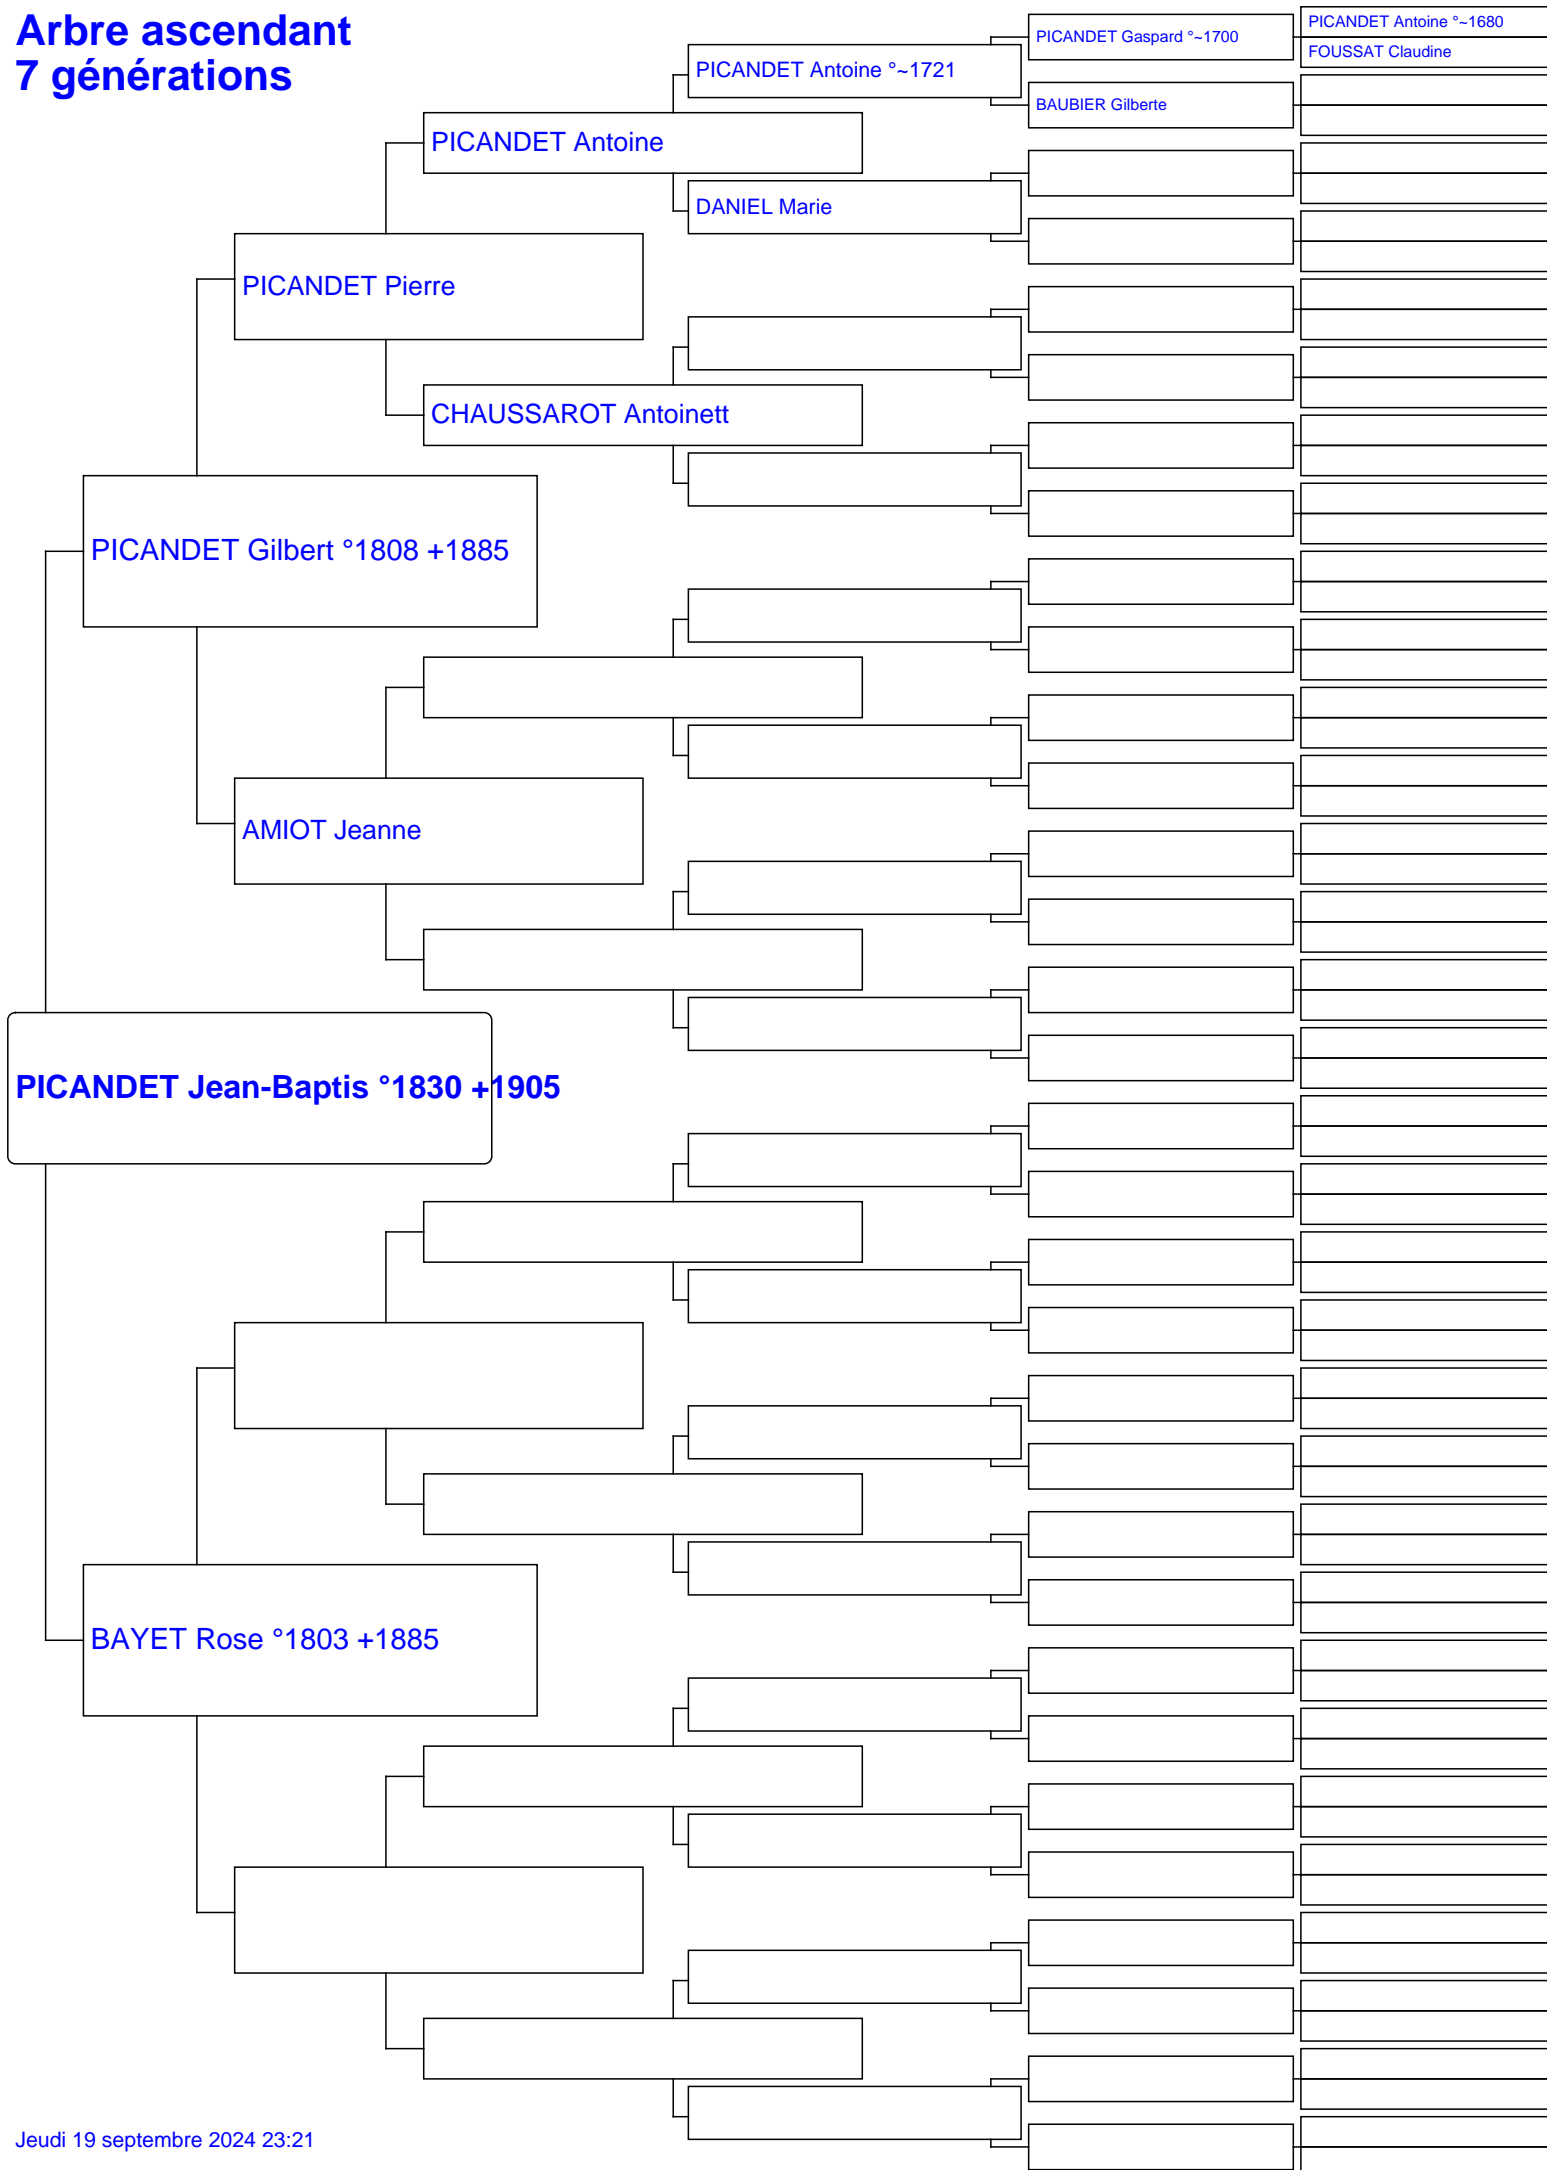 Arbre ascendant
7 générations
PICANDET Antoine °~1680
FOUSSAT Claudine
PICANDET Gaspard °~1700
PICANDET Antoine °~1721
BAUBIER Gilberte
PICANDET Antoine
DANIEL Marie
PICANDET Pierre
CHAUSSAROT Antoinett
PICANDET Gilbert °1808 +1885
AMIOT Jeanne
PICANDET Jean-Baptis °1830 +1905
BAYET Rose °1803 +1885
Jeudi 19 septembre 2024 23:21